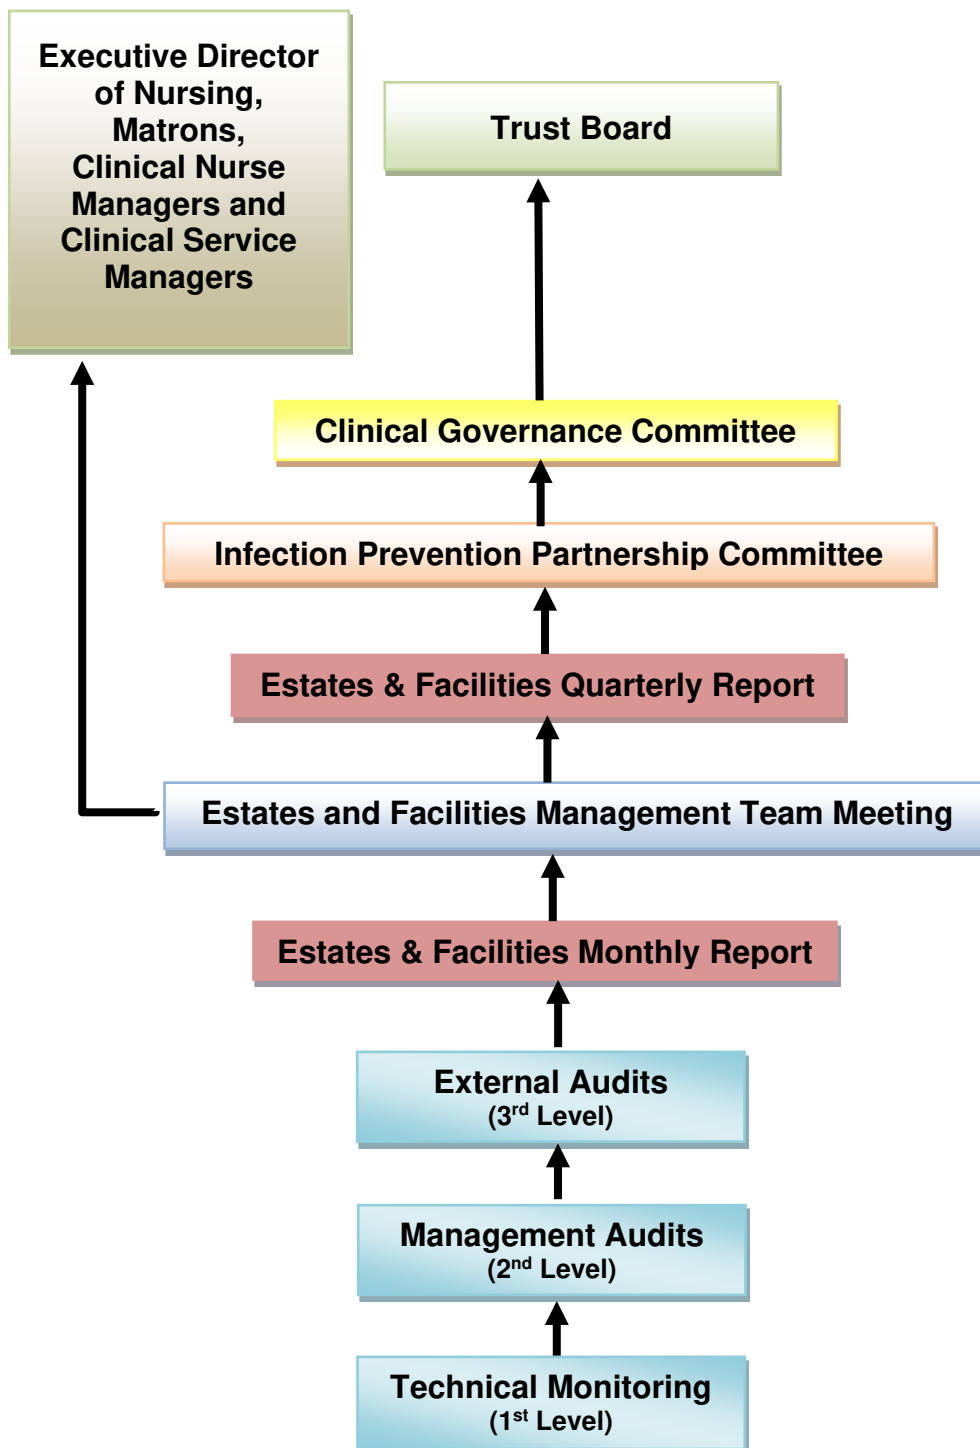 Executive Director
of Nursing,
Matrons,
Clinical Nurse
Managers and
Clinical Service
Managers
Trust Board
Clinical Governance Committee
Infection Prevention Partnership Committee
Estates & Facilities Quarterly Report
Estates and Facilities Management Team Meeting
Estates & Facilities Monthly Report
External Audits
(3rd Level)
Management Audits
(2nd Level)
Technical Monitoring
(1st Level)